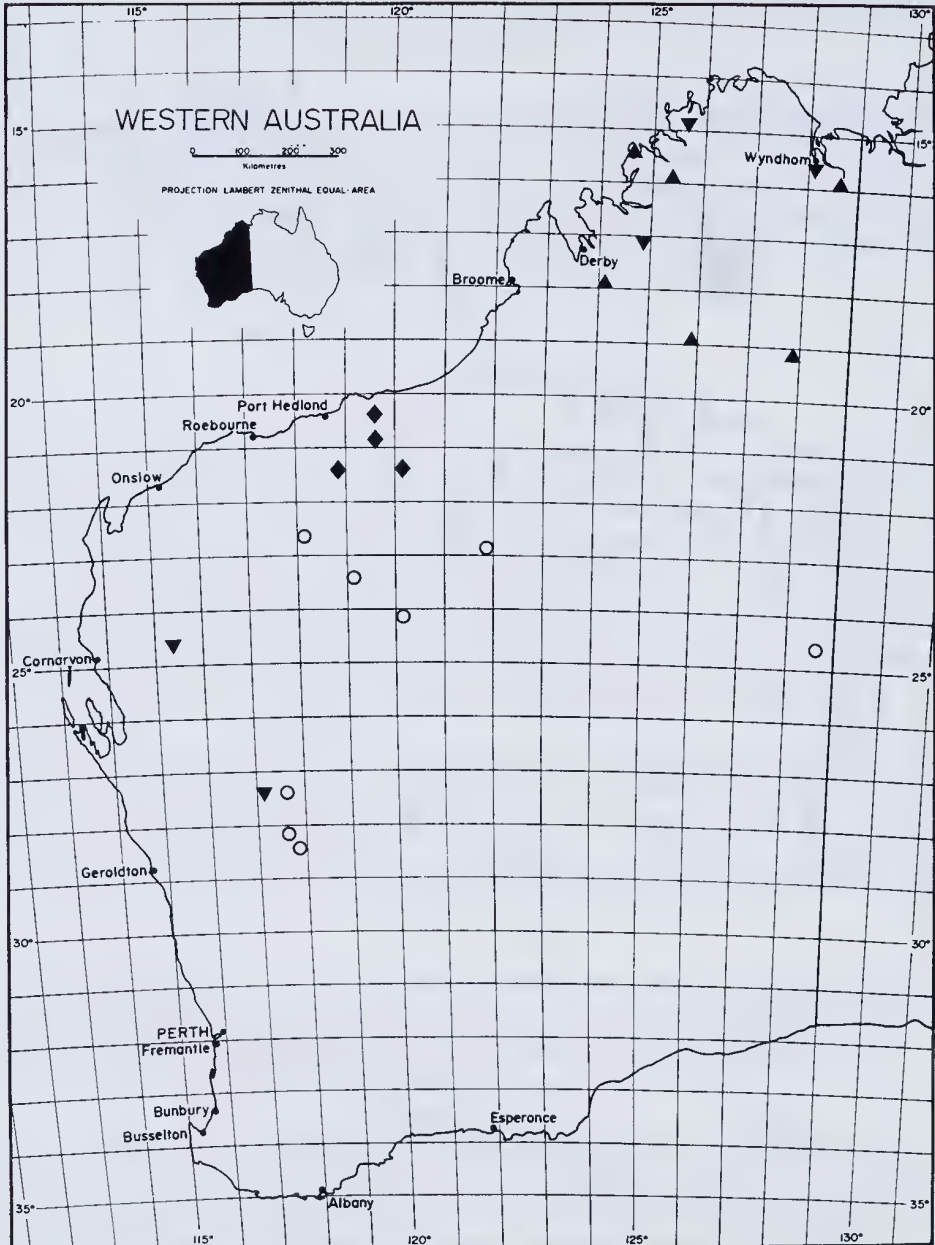 115° 120° 125° 130°
130°
WESTERN AUSTRALIA
0 100 200 300
Kilometres
PROJECTION LAMBERT ZENITHAL EQUAL-AREA
15° 15°
Wyndhom
Derby
Broome
20° 20°
Port Hedlond
Roebourne
Onslow
Cornarvon
25° 25°
Geroldton
30° 30°
PERTH
Fremantle
Bunbury
Busselton
Esperonce
Albany
35° 35°
115° 120° 125° 130°